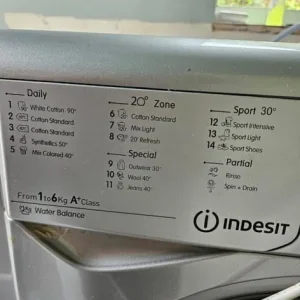 Daily
1 White Cotton 90°
2 Cotton Standard
3 Cotton Standard
4 Synthetics 50°
5 Mix Colored 40°
20° Zone
6 Cotton Standard
7 Mix Light
8 20' Refresh
Special
9 Outwear 30°
10 Wool 40°
11 Jeans 40°
Sport 30°
12 Sport Intensive
13 Sport Light
14 Sport Shoes
Partial
Rinse
Spin + Drain
From 1 to 6 Kg A+ Class
Water Balance
INDESIT